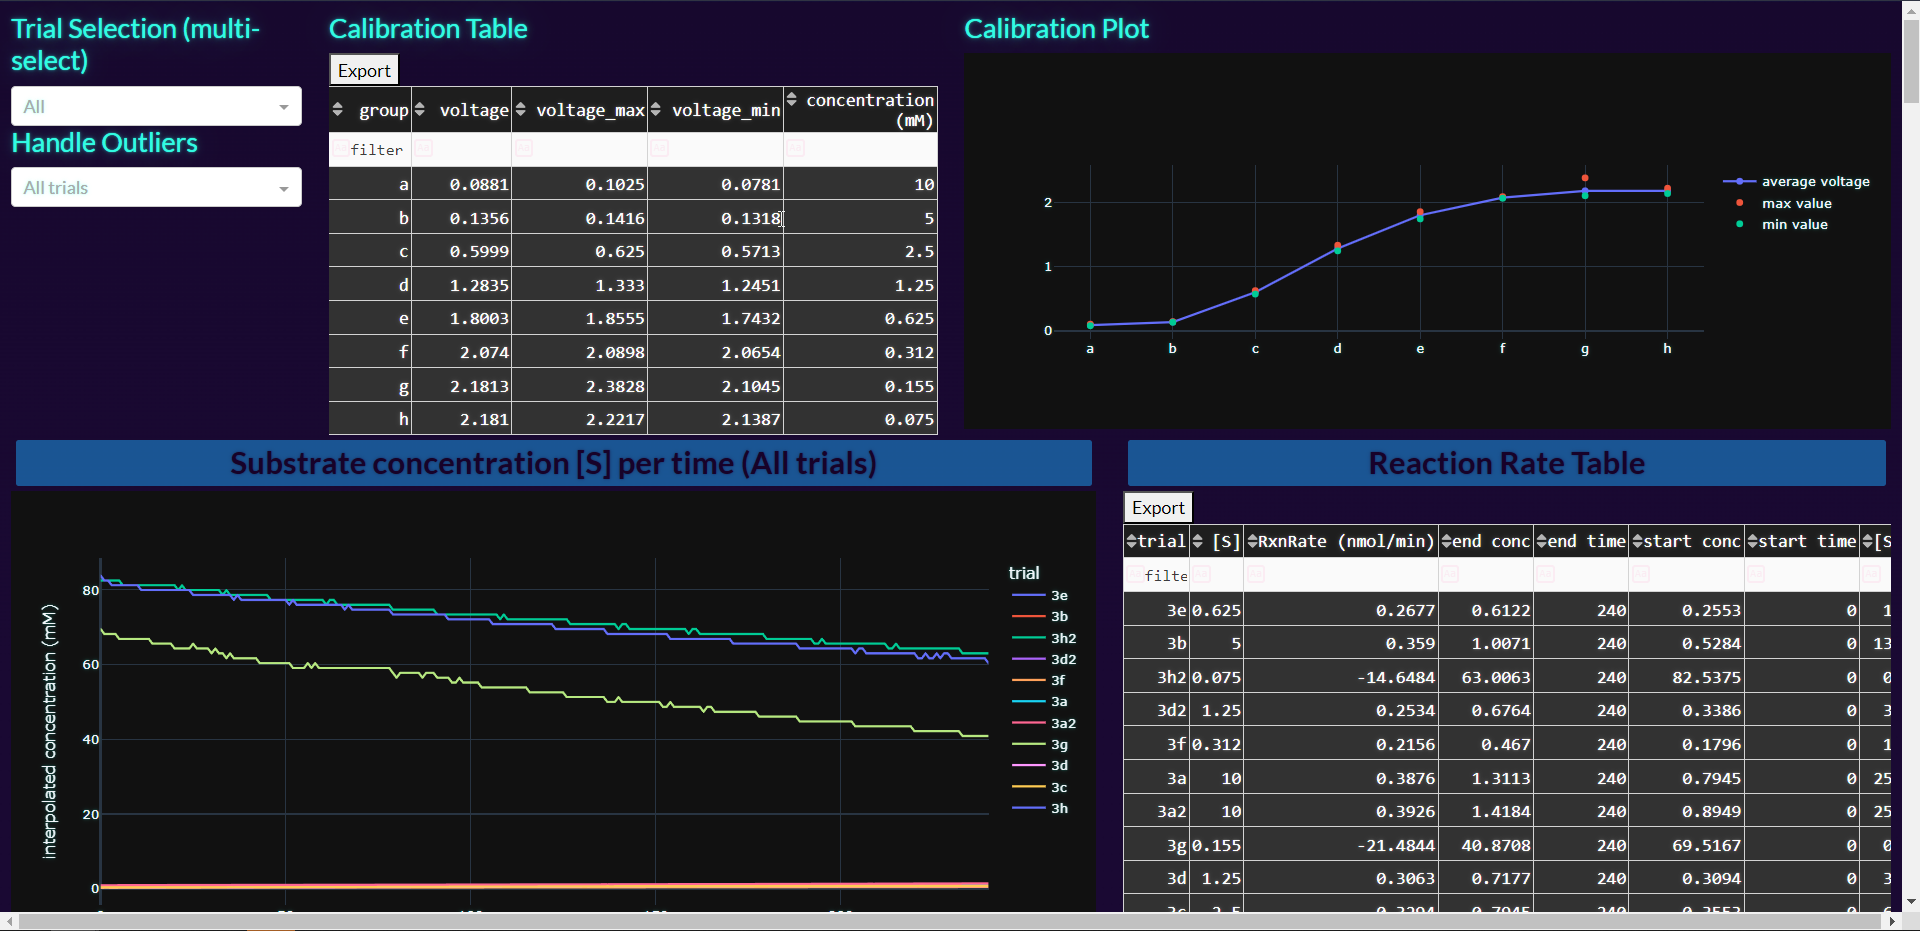 Trial Selection (multi-
select)
All
Handle Outliers
All trials
Calibration Table
Export
group voltage voltage_max voltage_min concentration
(mM)
filter
a 0.0881 0.1025 0.0781 10
b 0.1356 0.1416 0.1318 5
c 0.5999 0.625 0.5713 2.5
d 1.2835 1.333 1.2451 1.25
e 1.8003 1.8555 1.7432 0.625
f 2.074 2.0898 2.0654 0.312
g 2.1813 2.3828 2.1045 0.155
h 2.181 2.2217 2.1387 0.075
Calibration Plot
2
1
0
a b c d e f g h
average voltage
max value
min value
Substrate concentration [S] per time (All trials)
interpolated concentration (mM)
80
60
40
20
0
trial
3e
3b
3h2
3d2
3f
3a
3a2
3g
3d
3c
3h
Reaction Rate Table
Export
trial [S] RxnRate (nmol/min) end conc end time start conc start time [S
filte
3e 0.625 0.2677 0.6122 240 0.2553 0 1
3b 5 0.359 1.0071 240 0.5284 0 13
3h2 0.075 -14.6484 63.0063 240 82.5375 0 0
3d2 1.25 0.2534 0.6764 240 0.3386 0 3
3f 0.312 0.2156 0.467 240 0.1796 0 1
3a 10 0.3876 1.3113 240 0.7945 0 25
3a2 10 0.3926 1.4184 240 0.8949 0 25
3g 0.155 -21.4844 40.8708 240 69.5167 0 0
3d 1.25 0.3063 0.7177 240 0.3094 0 3